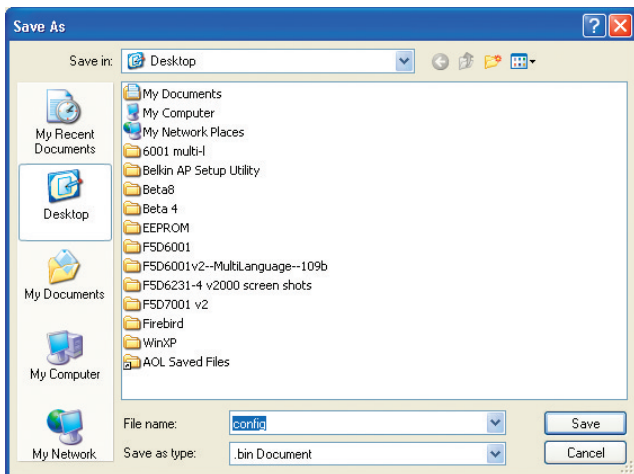 Save As
Save in: Desktop
My Recent Documents
Desktop
My Documents
My Computer
My Network
My Documents
My Computer
My Network Places
6001 multi-l
Belkin AP Setup Utility
Beta8
Beta 4
EEPROM
F5D6001
F5D6001v2--MultiLanguage--109b
F5D6231-4 v2000 screen shots
F5D7001 v2
Firebird
WinXP
AOL Saved Files
File name: config Save
Save as type: .bin Document Cancel